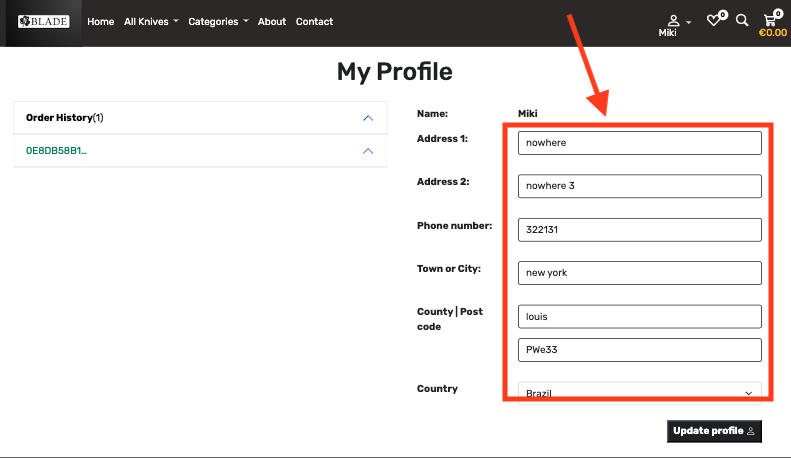 BLADE
Home All Knives Categories About Contact
0 0
Miki €0.00
My Profile
Order History(1)
0E8DB58B1...
Name: Miki
Address 1: nowhere
Address 2: nowhere 3
Phone number: 322131
Town or City: new york
County | Post louis
code
PWe33
Country Brazil
Update profile